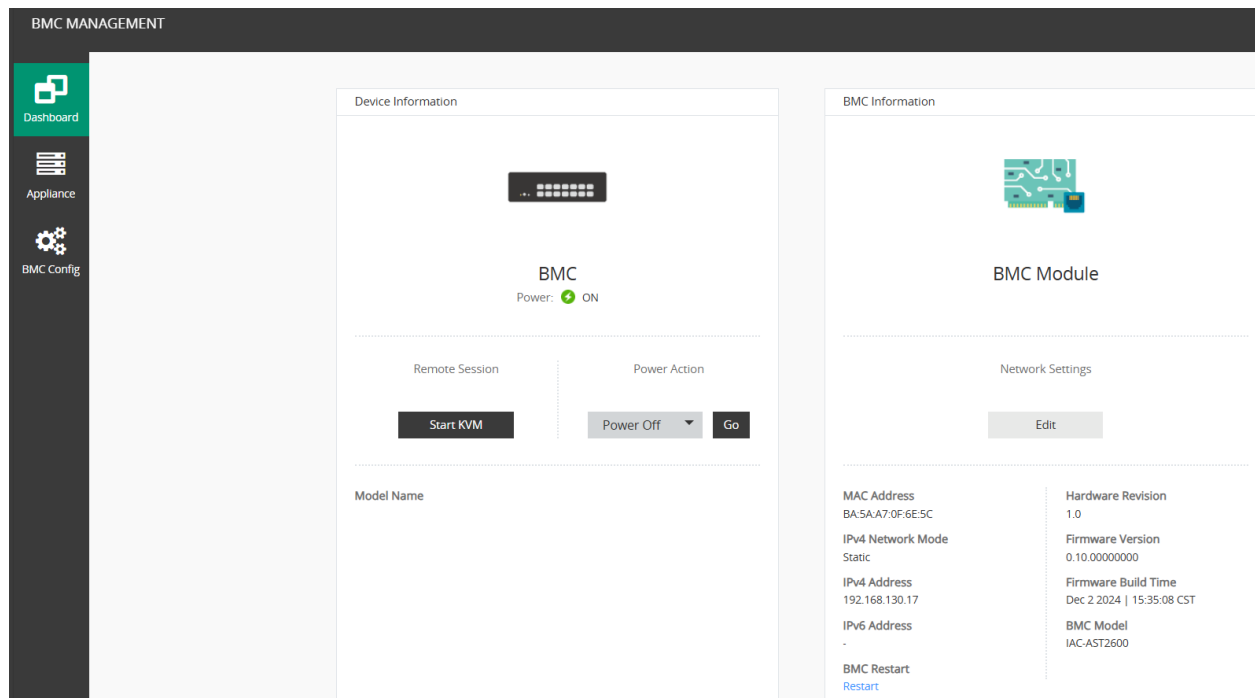 BMC MANAGEMENT
Dashboard
Appliance
BMC Config
Device Information
BMC
Power: ON
Remote Session
Power Action
Start KVM
Power Off
Go
Model Name
BMC Information
BMC Module
Network Settings
Edit
MAC Address
BA:5A:A7:0F:6E:5C
IPv4 Network Mode
Static
IPv4 Address
192.168.130.17
IPv6 Address
-
BMC Restart
Restart
Hardware Revision
1.0
Firmware Version
0.10.00000000
Firmware Build Time
Dec 2 2024 | 15:35:08 CST
BMC Model
IAC-AST2600